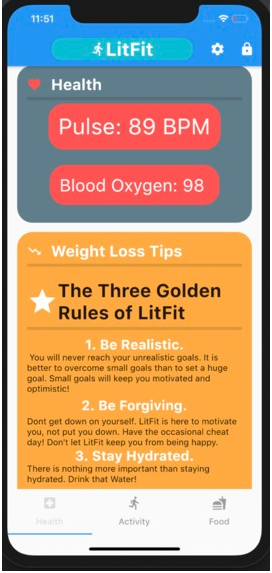 11:51
LitFit
Health
Pulse: 89 BPM
Blood Oxygen: 98
Weight Loss Tips
The Three Golden
Rules of LitFit
1. Be Realistic.
You will never reach your unrealistic goals. It is
better to overcome small goals than to set a huge
goal. Small goals will keep you motivated and
optimistic!
2. Be Forgiving.
Dont get down on yourself. LitFit is here to motivate
you, not put you down. Have the occasional cheat
day! Don't let LitFit keep you from being happy.
3. Stay Hydrated.
There is nothing more important than staying
hydrated. Drink that Water!
Health
Activity
Food